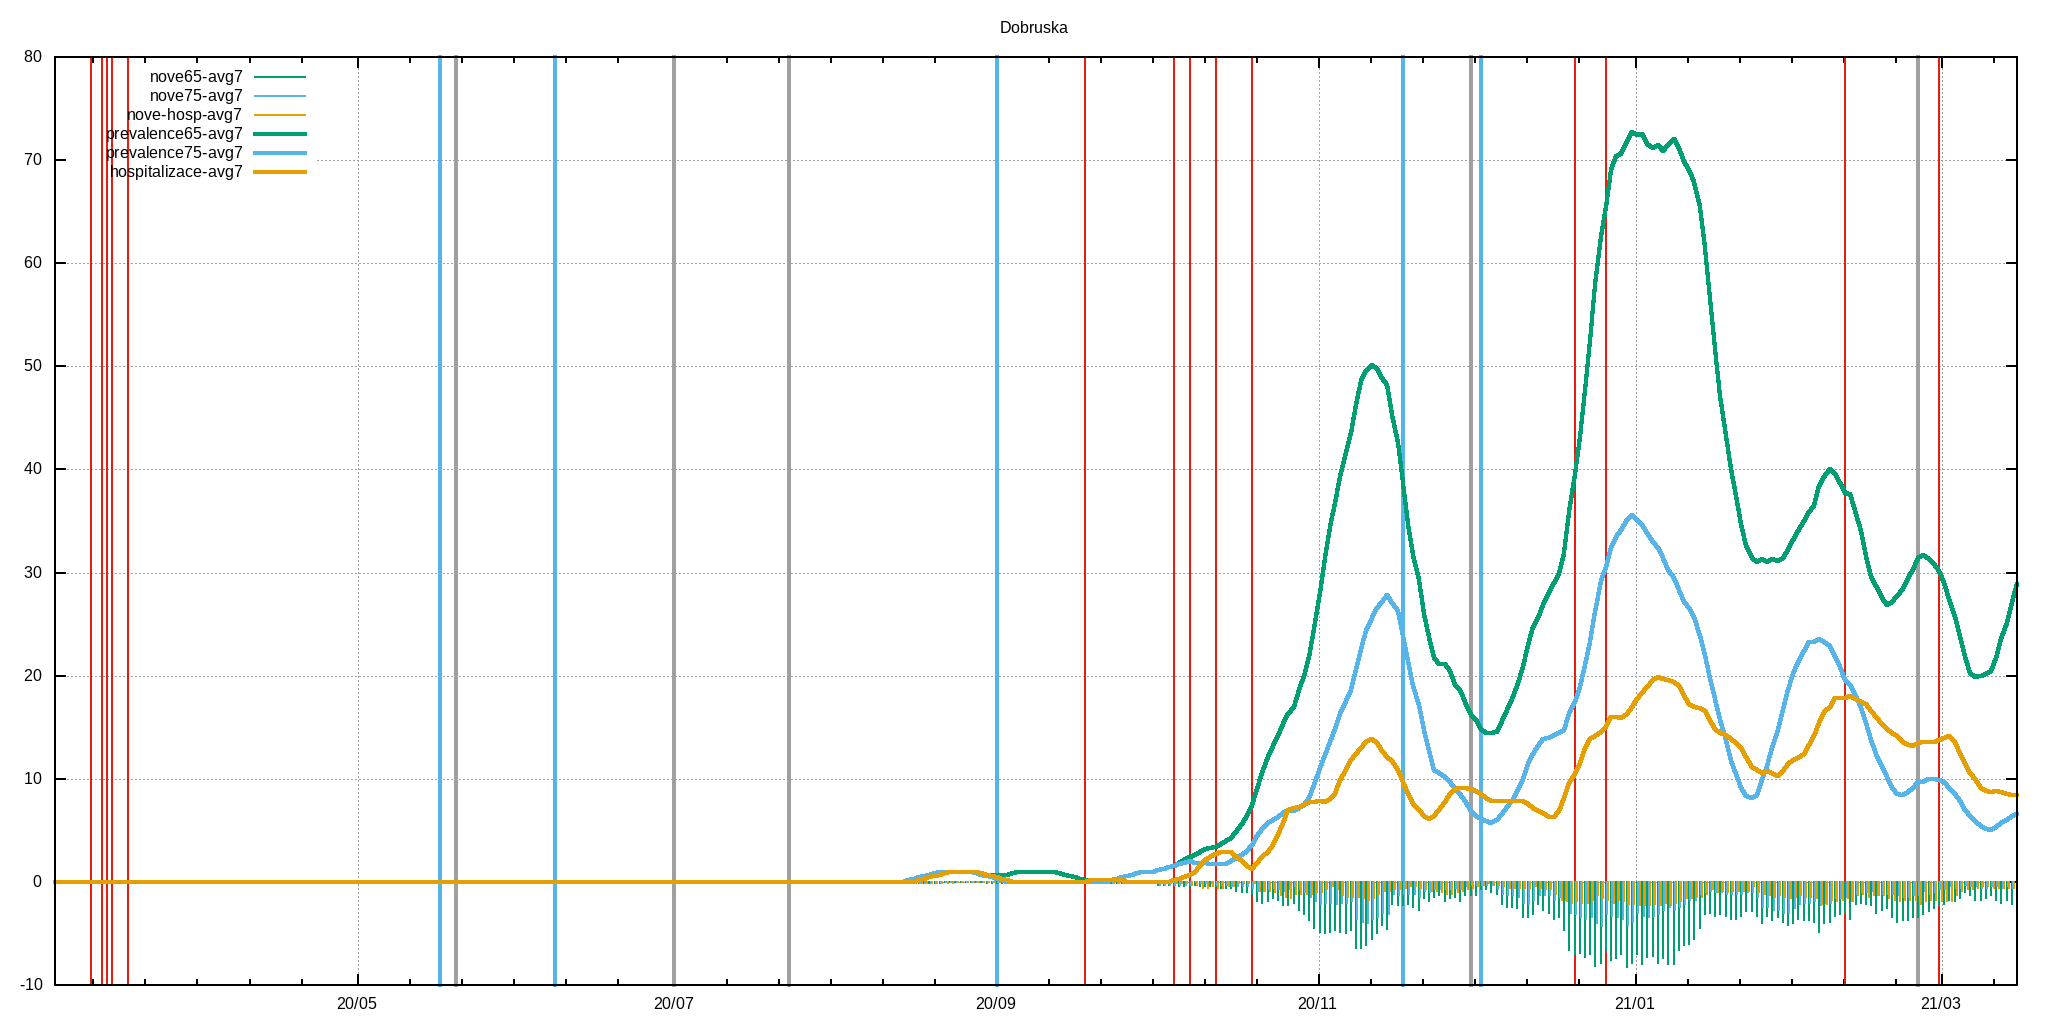 Dobruska
80
70
60
50
40
30
20
10
0
-10
nove65-avg7
nove75-avg7
nove-hosp-avg7
prevalence65-avg7
prevalence75-avg7
hospitalizace-avg7
20/05
20/07
20/09
20/11
21/01
21/03